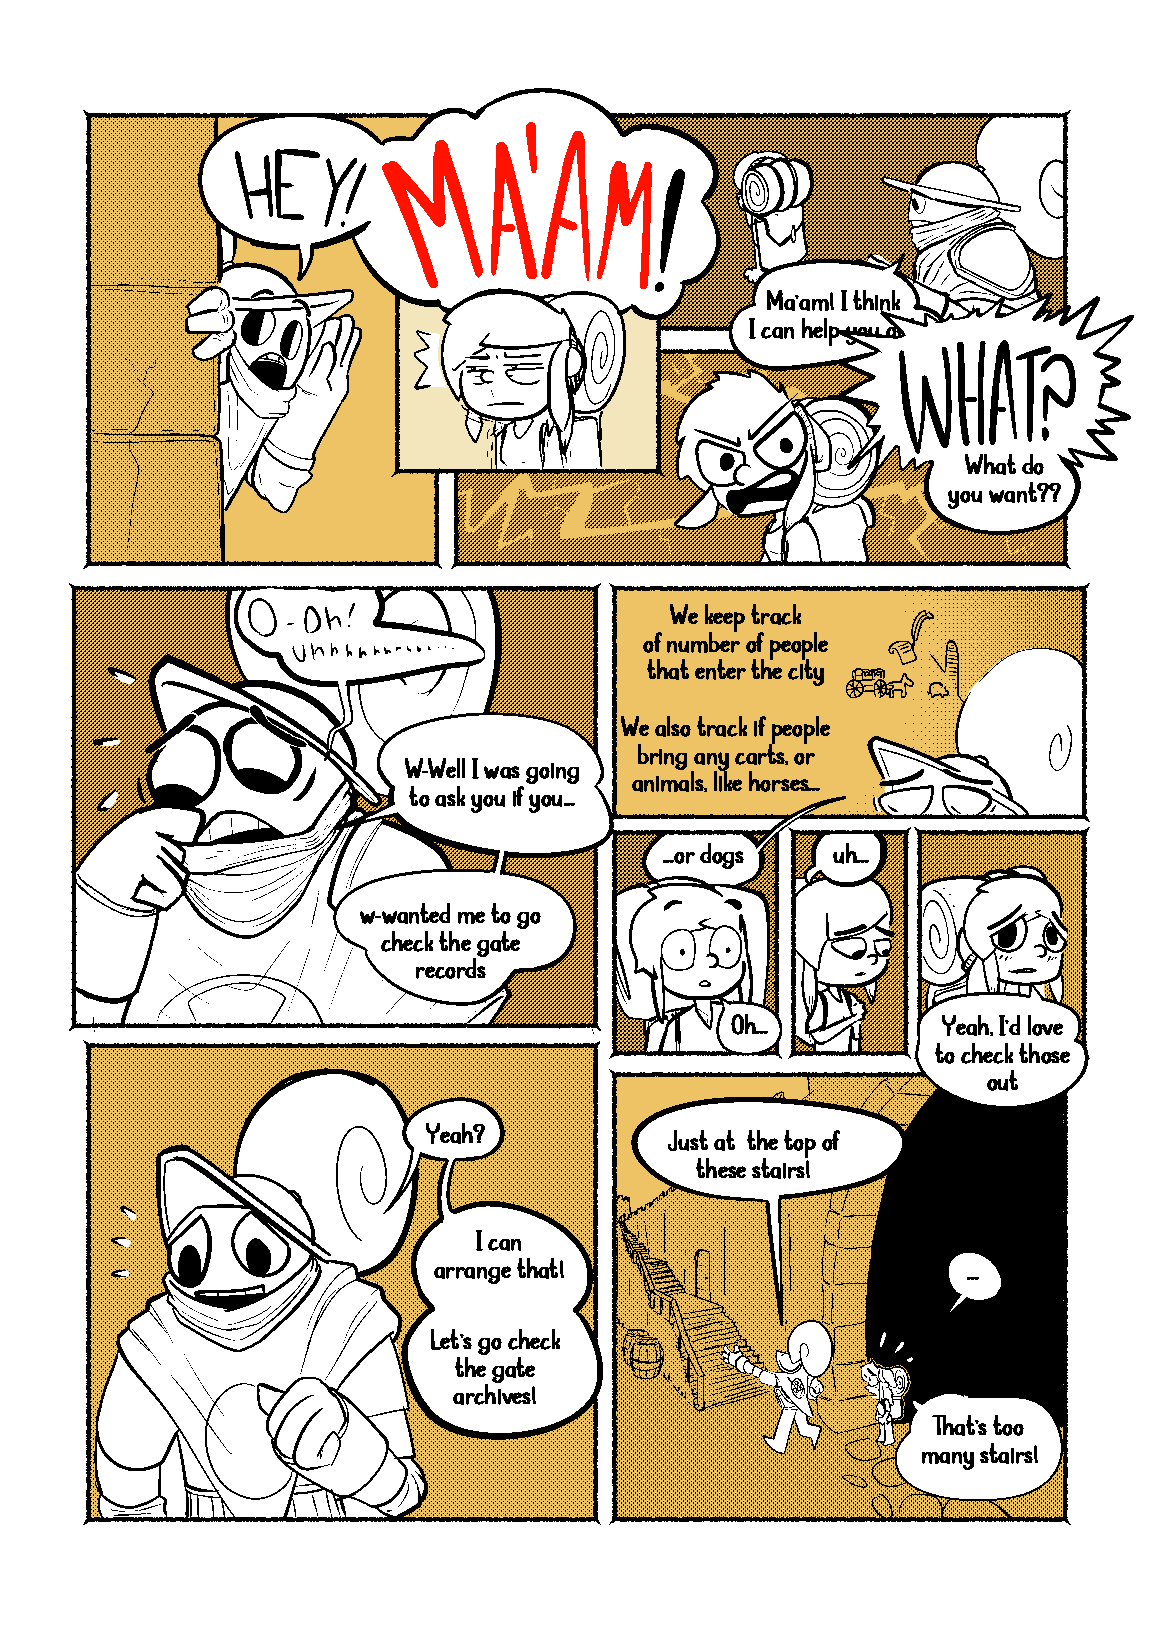 HEY!
MA'AM!
Ma'am! I think
I can help you a
WHAT?
What do
you want??
O-Oh!
Uhhhhhh.........
W-Well I was going
to ask you if you...
w-wanted me to go
check the gate
records
We keep track
of number of people
that enter the city
We also track if people
bring any carts, or
animals, like horses...
...or dogs
Oh...
uh...
Yeah, I'd love
to check those
out
Yeah?
I can
arrange that!
Let's go check
the gate
archives!
Just at the top of
these stairs!
...
That's too
many stairs!